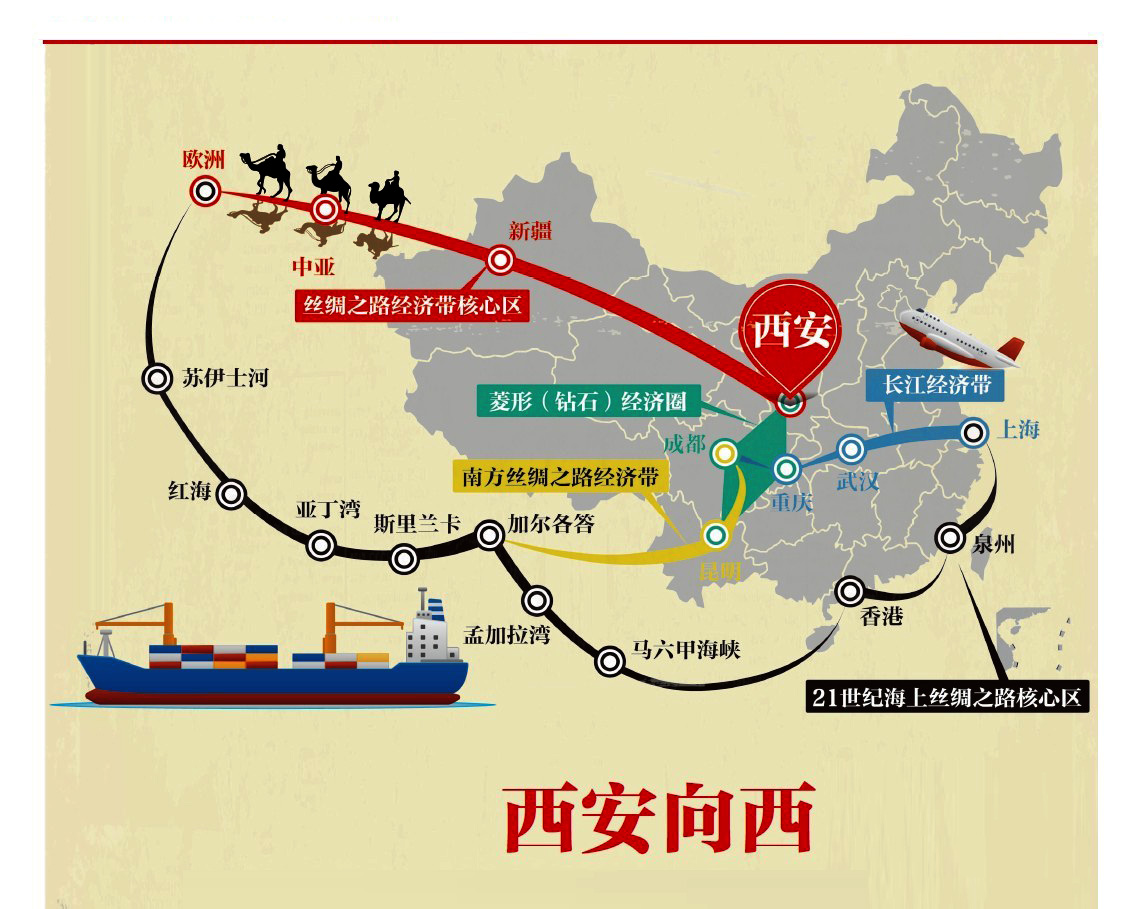 欧洲
中亚
新疆
丝绸之路经济带核心区
西安
长江经济带
菱形（钻石）经济圈
苏伊士河
成都
上海
南方丝绸之路经济带
武汉
重庆
红海
亚丁湾
斯里兰卡
加尔各答
泉州
昆明
香港
孟加拉湾
马六甲海峡
21世纪海上丝绸之路核心区
西安向西